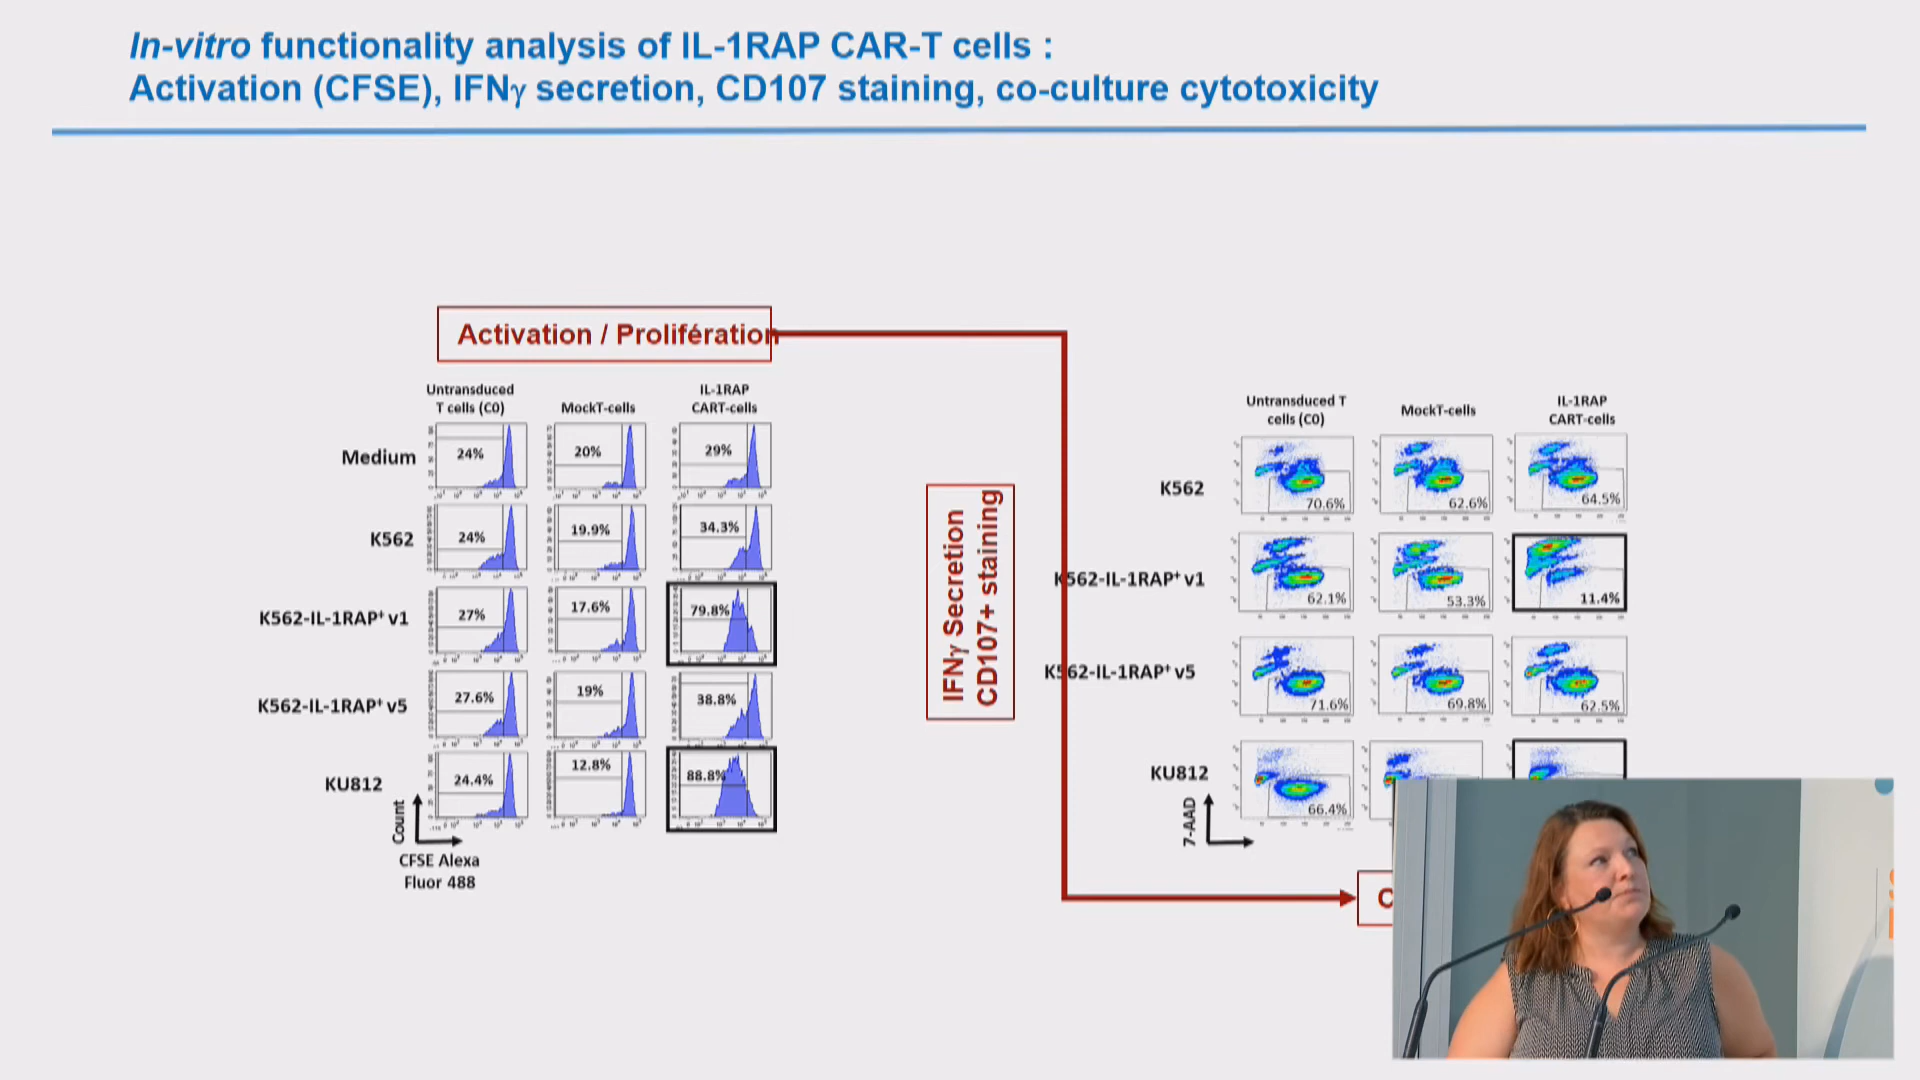 In-vitro functionality analysis of IL-1RAP CAR-T cells :
Activation (CFSE), IFNγ secretion, CD107 staining, co-culture cytotoxicity
Activation / Prolifération
Untransduced
T cells (C0)
MockT-cells
IL-1RAP
CART-cells
Medium
24%
20%
29%
K562
24%
19.9%
34.3%
K562-IL-1RAP⁺ v1
27%
17.6%
79.8%
K562-IL-1RAP⁺ v5
27.6%
19%
38.8%
KU812
24.4%
12.8%
88.8%
Count
CFSE Alexa
Fluor 488
IFNγ Secretion
CD107+ staining
Untransduced T
cells (C0)
MockT-cells
IL-1RAP
CART-cells
K562
70.6%
62.6%
64.5%
K562-IL-1RAP⁺ v1
62.1%
53.3%
11.4%
K562-IL-1RAP⁺ v5
71.6%
69.8%
62.5%
KU812
66.4%
7-AAD